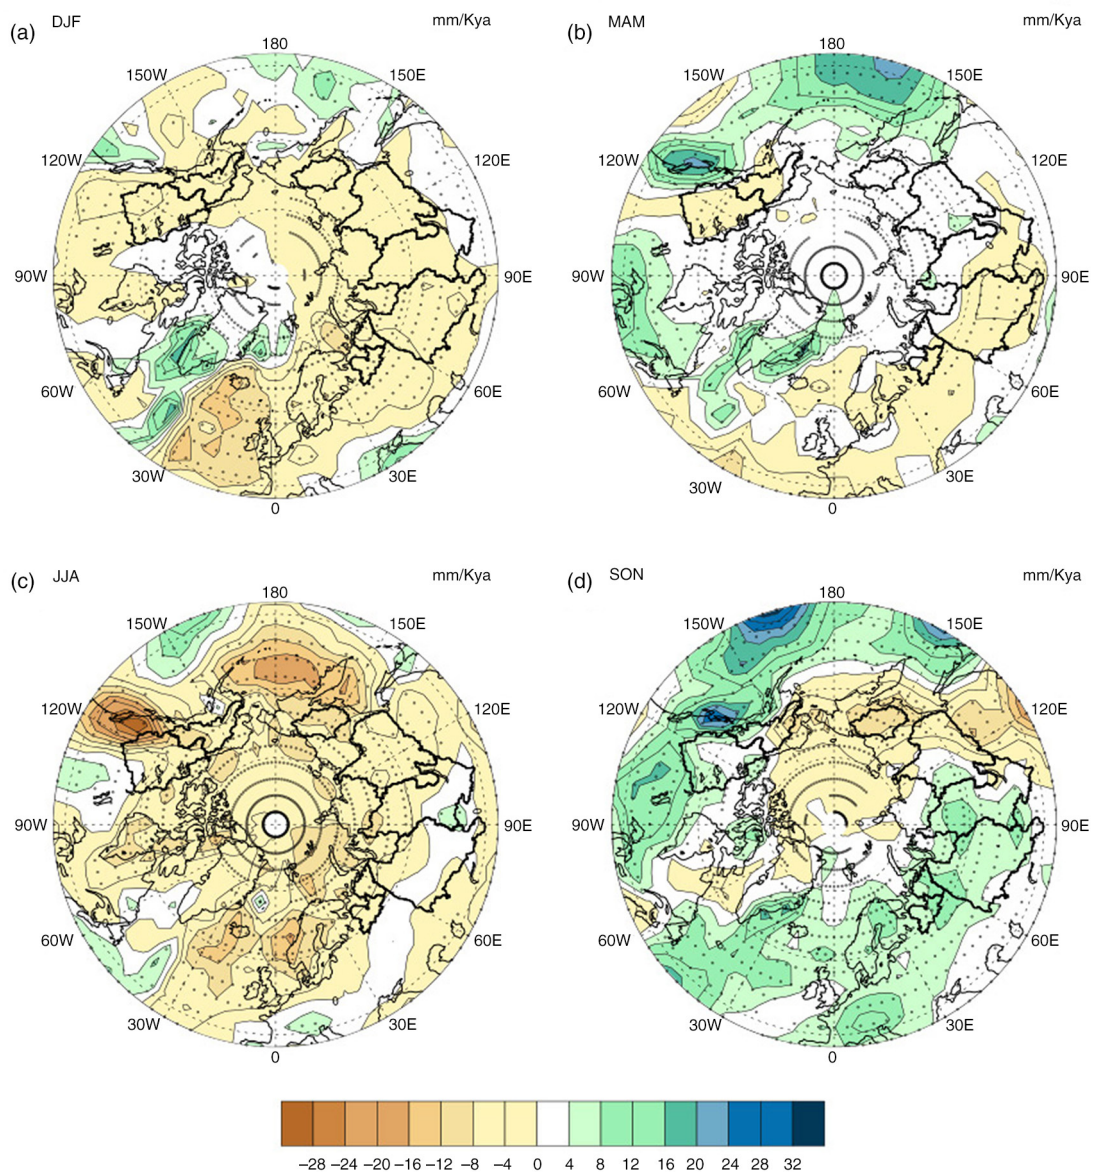 (a) DJF mm/Kya
(b) MAM mm/Kya
180 180
150W 150E 150W 150E
120W 120E 120W 120E
90W 90E 90W 90E
60W 60E 60W 60E
30W 30E 30W 30E
0 0
(c) JJA mm/Kya
(d) SON mm/Kya
180 180
150W 150E 150W 150E
120W 120E 120W 120E
90W 90E 90W 90E
60W 60E 60W 60E
30W 30E 30W 30E
0 0
–28 –24 –20 –16 –12 –8 –4 0 4 8 12 16 20 24 28 32